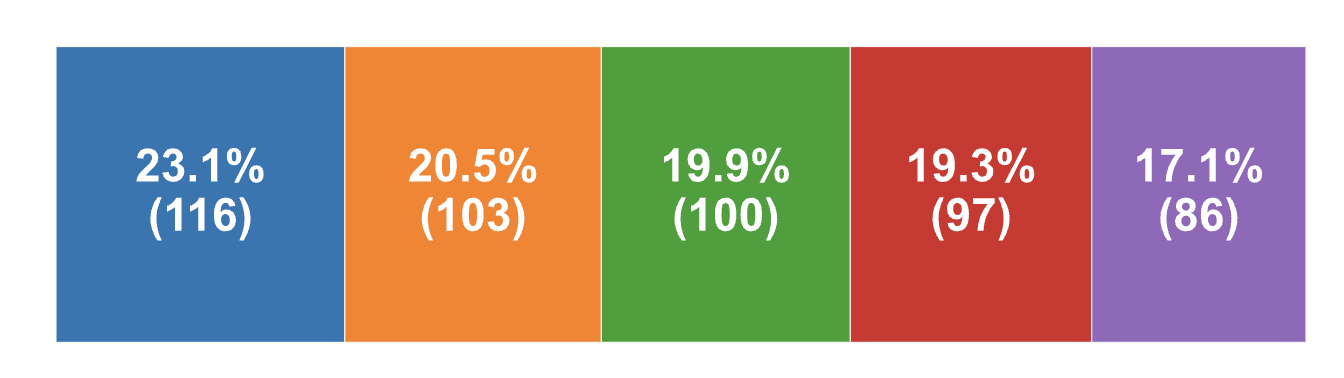 23.1% 20.5% 19.9% 19.3% 17.1%
(116) (103) (100) (97) (86)